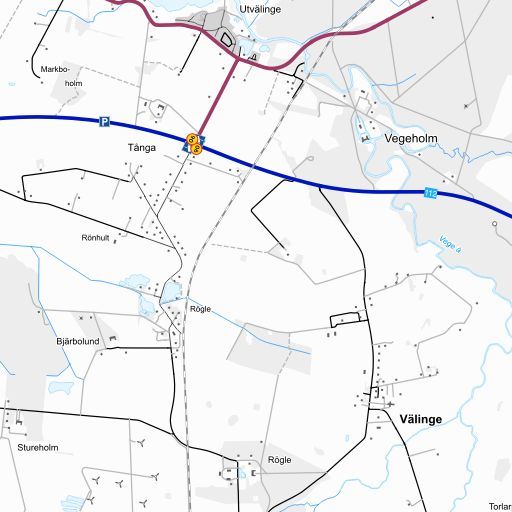 Utvälinge
Markbo-
holm
P
Tånga
Vegeholm
112
Rönhult
Vege å
Rögle
Bjärbolund
Välinge
Stureholm
Rögle
Torlar